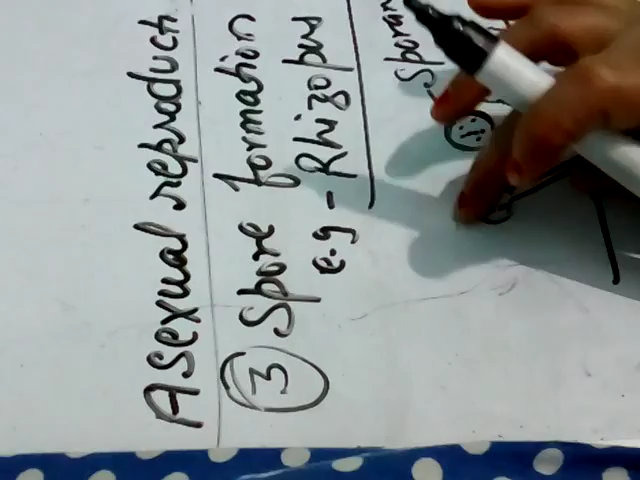 Asexual reproduct
③ Spore formation
e.g - Rhizopus